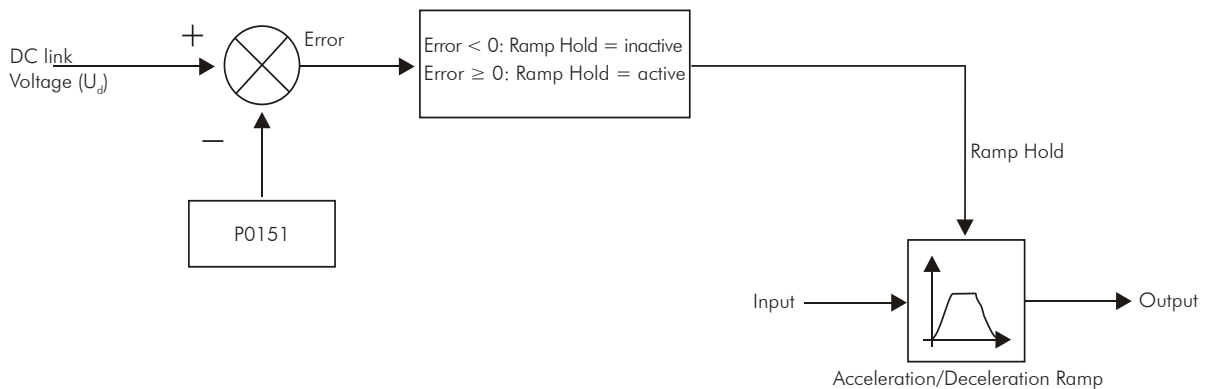 +
Error
DC link
Voltage (Ud)
Error < 0: Ramp Hold = inactive
Error ≥ 0: Ramp Hold = active
−
Ramp Hold
P0151
Input
Output
Acceleration/Deceleration Ramp